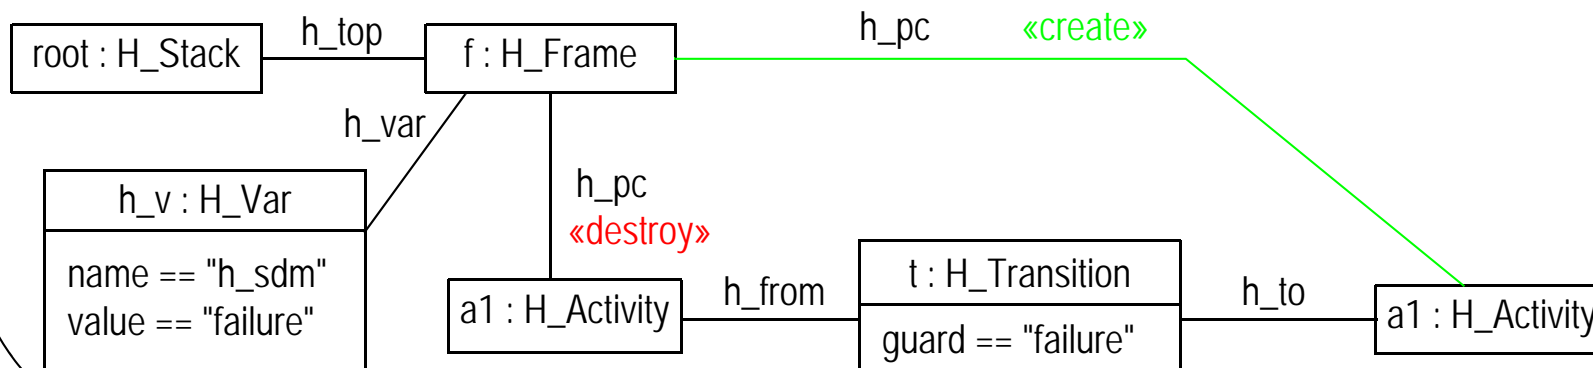 h_pc «create»
root : H_Stack
h_top
f : H_Frame
h_var
h_pc
«destroy»
h_v : H_Var
name == "h_sdm"
value == "failure"
a1 : H_Activity
h_from
t : H_Transition
guard == "failure"
h_to
a1 : H_Activity